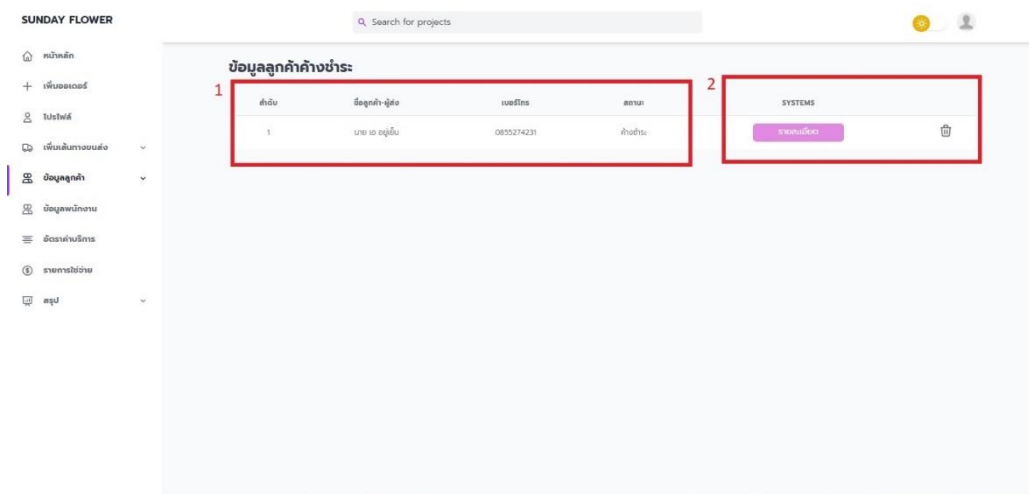 SUNDAY FLOWER
Search for projects
หน้าหลัก
เพิ่มออเดอร์
โปรไฟล์
เพิ่มเส้นทางขนส่ง
ข้อมูลลูกค้า
ข้อมูลพนักงาน
อัตราค่าบริการ
รายการใช้จ่าย
สรุป
ข้อมูลลูกค้าค้างชำระ
1
2
ลำดับ ชื่อลูกค้า-ผู้ส่ง เบอร์โทร สถานะ SYSTEMS
1 นาย เอ อยู่เย็น 0855274231 ค้างชำระ รายละเอียด